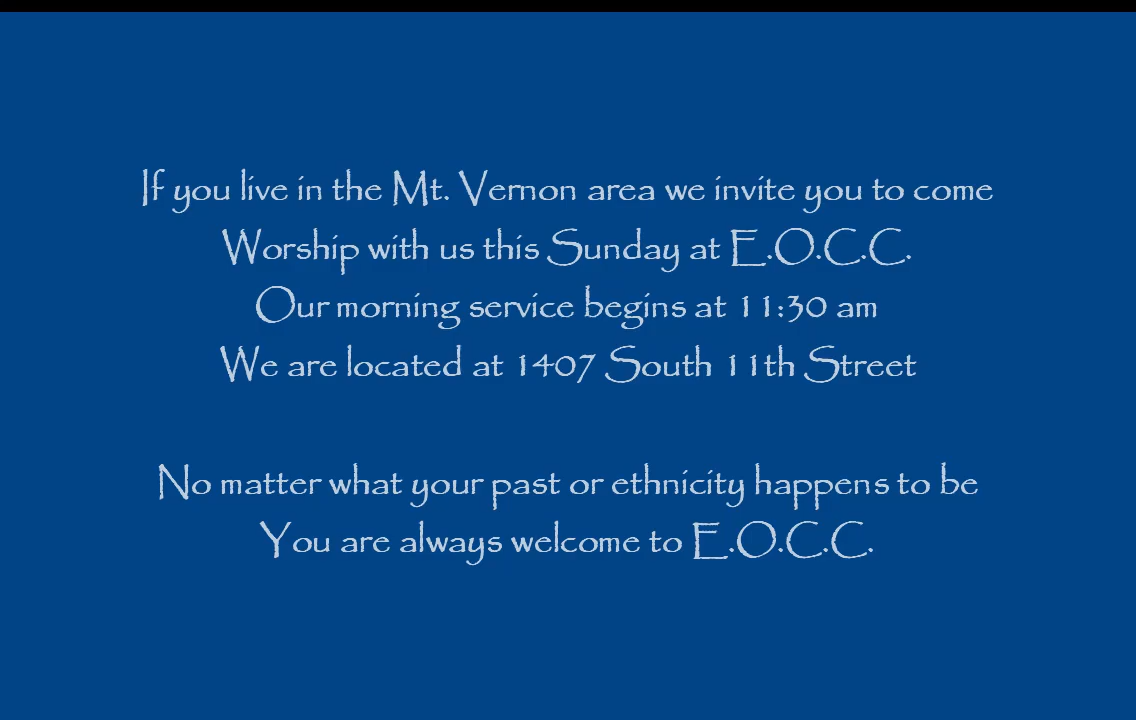 If you live in the Mt. Vernon area we invite you to come
Worship with us this Sunday at E.O.C.C.
Our morning service begins at 11:30 am
We are located at 1407 South 11th Street
No matter what your past or ethnicity happens to be
You are always welcome to E.O.C.C.